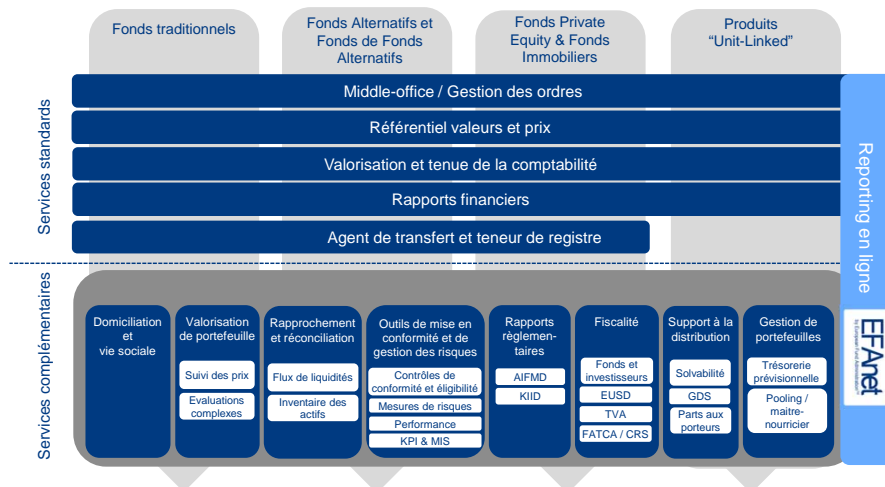 Fonds traditionnels
Fonds Alternatifs et
Fonds de Fonds
Alternatifs
Fonds Private
Equity & Fonds
Immobiliers
Produits
“Unit-Linked”
Services standards
Middle-office / Gestion des ordres
Référentiel valeurs et prix
Valorisation et tenue de la comptabilité
Rapports financiers
Agent de transfert et teneur de registre
Reporting en ligne
EFAnet
by European Fund Administration
Services complémentaires
Domiciliation
et
vie sociale
Valorisation
de portefeuille
Suivi des prix
Evaluations
complexes
Rapprochement
et réconciliation
Flux de liquidités
Inventaire des
actifs
Outils de mise en
conformité et de
gestion des risques
Contrôles de
conformité et éligibilité
Mesures de risques
Performance
KPI & MIS
Rapports
règlemen-
taires
AIFMD
KIID
Fiscalité
Fonds et
investisseurs
EUSD
TVA
FATCA / CRS
Support à la
distribution
Solvabilité
GDS
Parts aux
porteurs
Gestion de
portefeuilles
Trésorerie
prévisionnelle
Pooling /
maitre-
nourricier